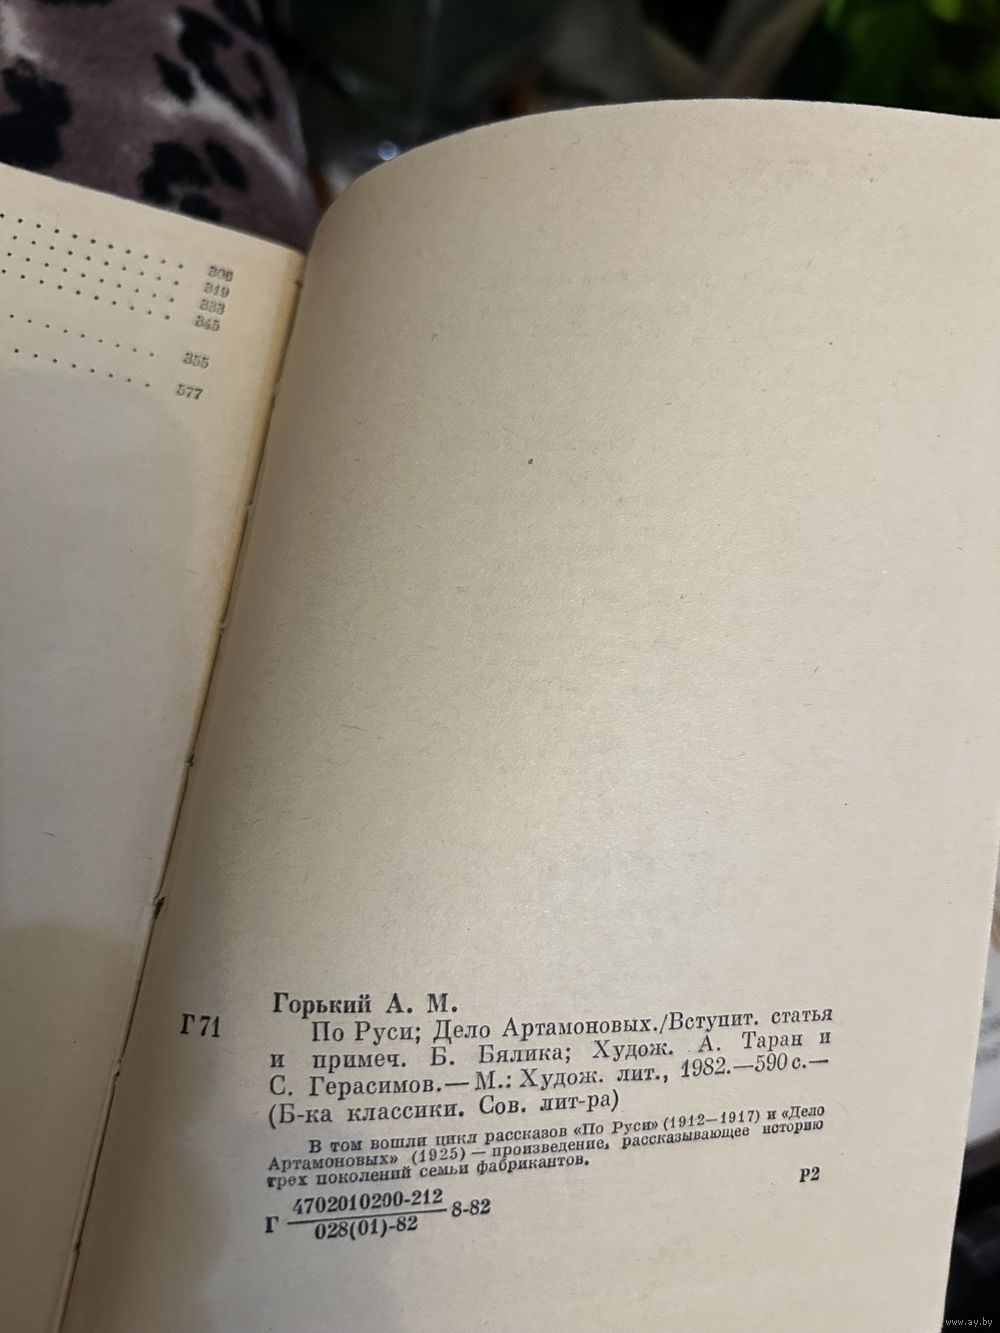 306
319
333
345
355
577
Горький А. М.
Г71
По Руси; Дело Артамоновых./Вступит. статья
и примеч. Б. Бялика; Худож. А. Таран и
С. Герасимов.— М.: Худож. лит., 1982.—590 с.—
(Б-ка классики. Сов. лит-ра)
В том вошли цикл рассказов «По Руси» (1912—1917) и «Дело
Артамоновых» (1925) — произведение, рассказывающее историю
трех поколений семьи фабрикантов.
Г 4702010200-212 8-82
028(01)-82
Р2
www.ay.by